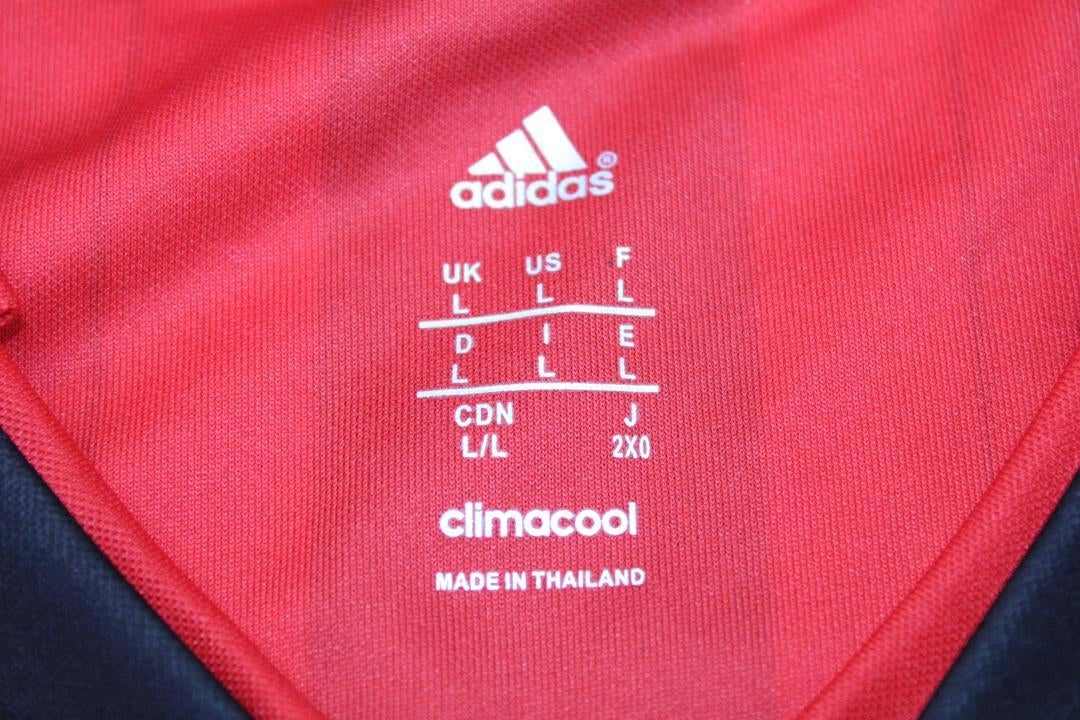 adidas®
UK US F
L L L
D I E
L L L
CDN J
L/L 2X0
climacool
MADE IN THAILAND